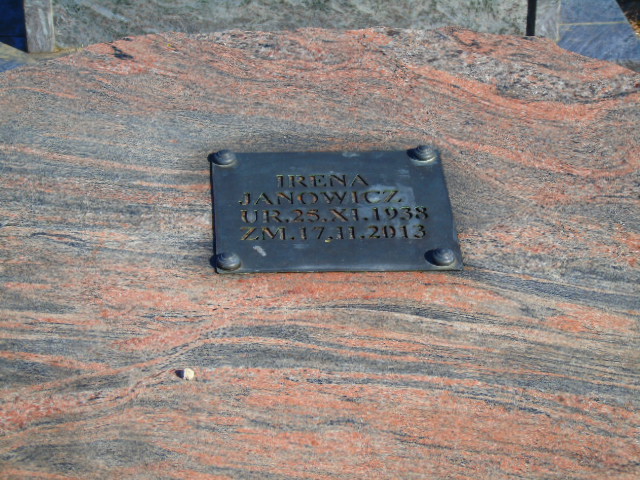 IRENA
JANOWICZ
UR.25.XI.1938
ZM.17.II.2013